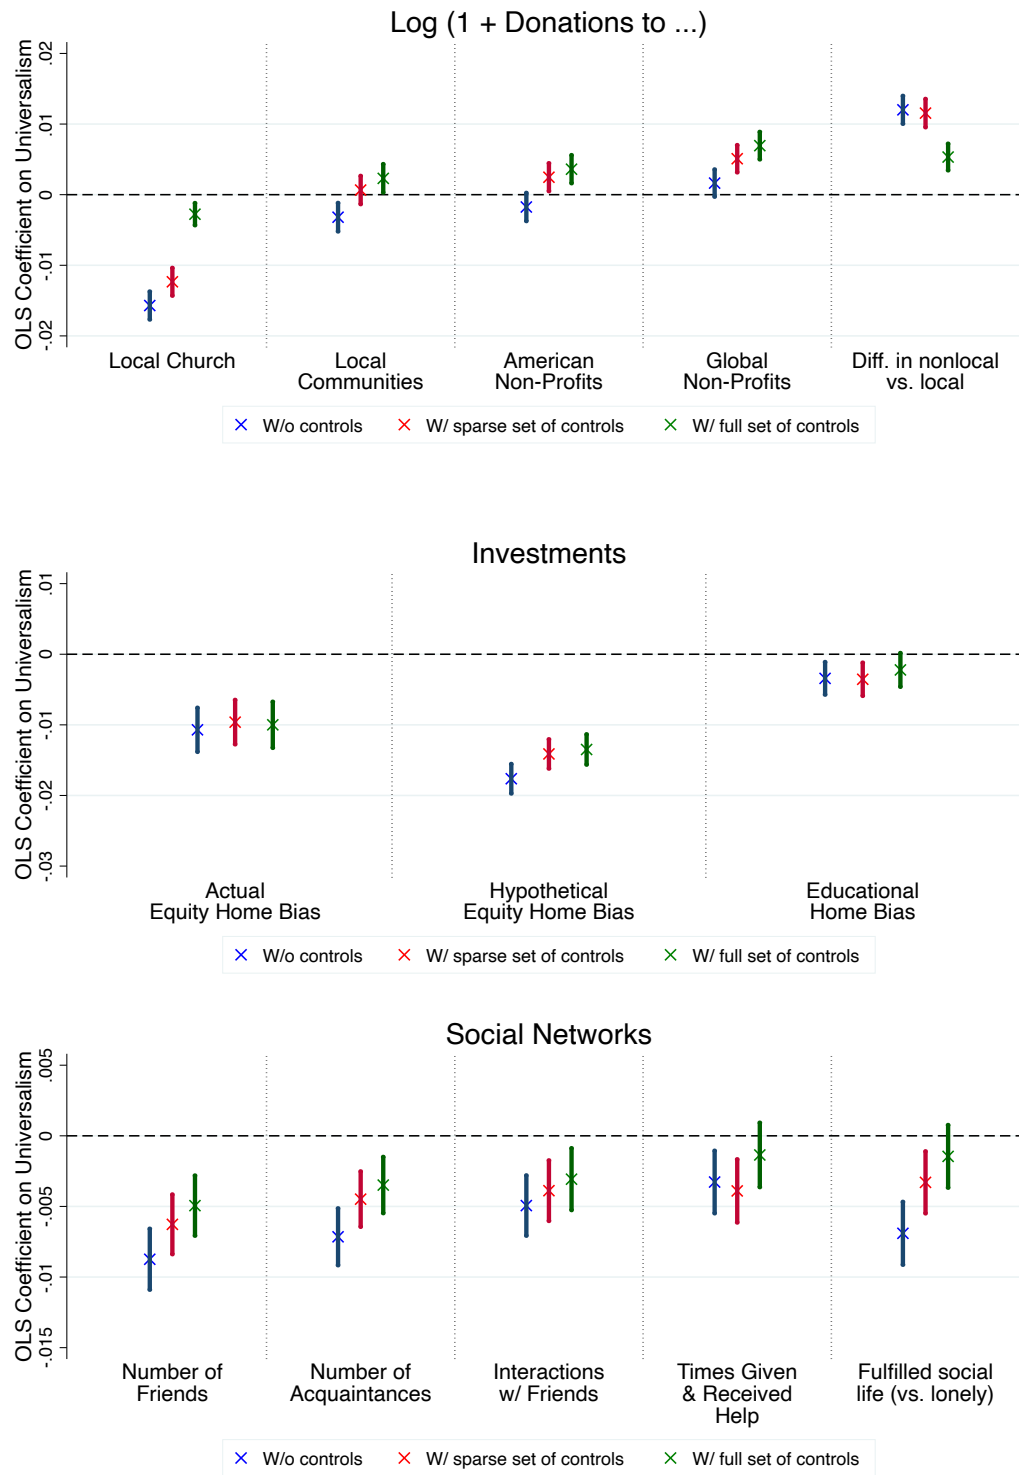 Log (1 + Donations to ...)
OLS Coefficient on Universalism
.02
.01
0
-.01
-.02
Local Church
Local
Communities
American
Non-Profits
Global
Non-Profits
Diff. in nonlocal
vs. local
W/o controls
W/ sparse set of controls
W/ full set of controls
Investments
OLS Coefficient on Universalism
.01
0
-.01
-.02
-.03
Actual
Equity Home Bias
Hypothetical
Equity Home Bias
Educational
Home Bias
W/o controls
W/ sparse set of controls
W/ full set of controls
Social Networks
OLS Coefficient on Universalism
.005
0
-.005
-.01
-.015
Number of
Friends
Number of
Acquaintances
Interactions
w/ Friends
Times Given
& Received
Help
Fulfilled social
life (vs. lonely)
W/o controls
W/ sparse set of controls
W/ full set of controls